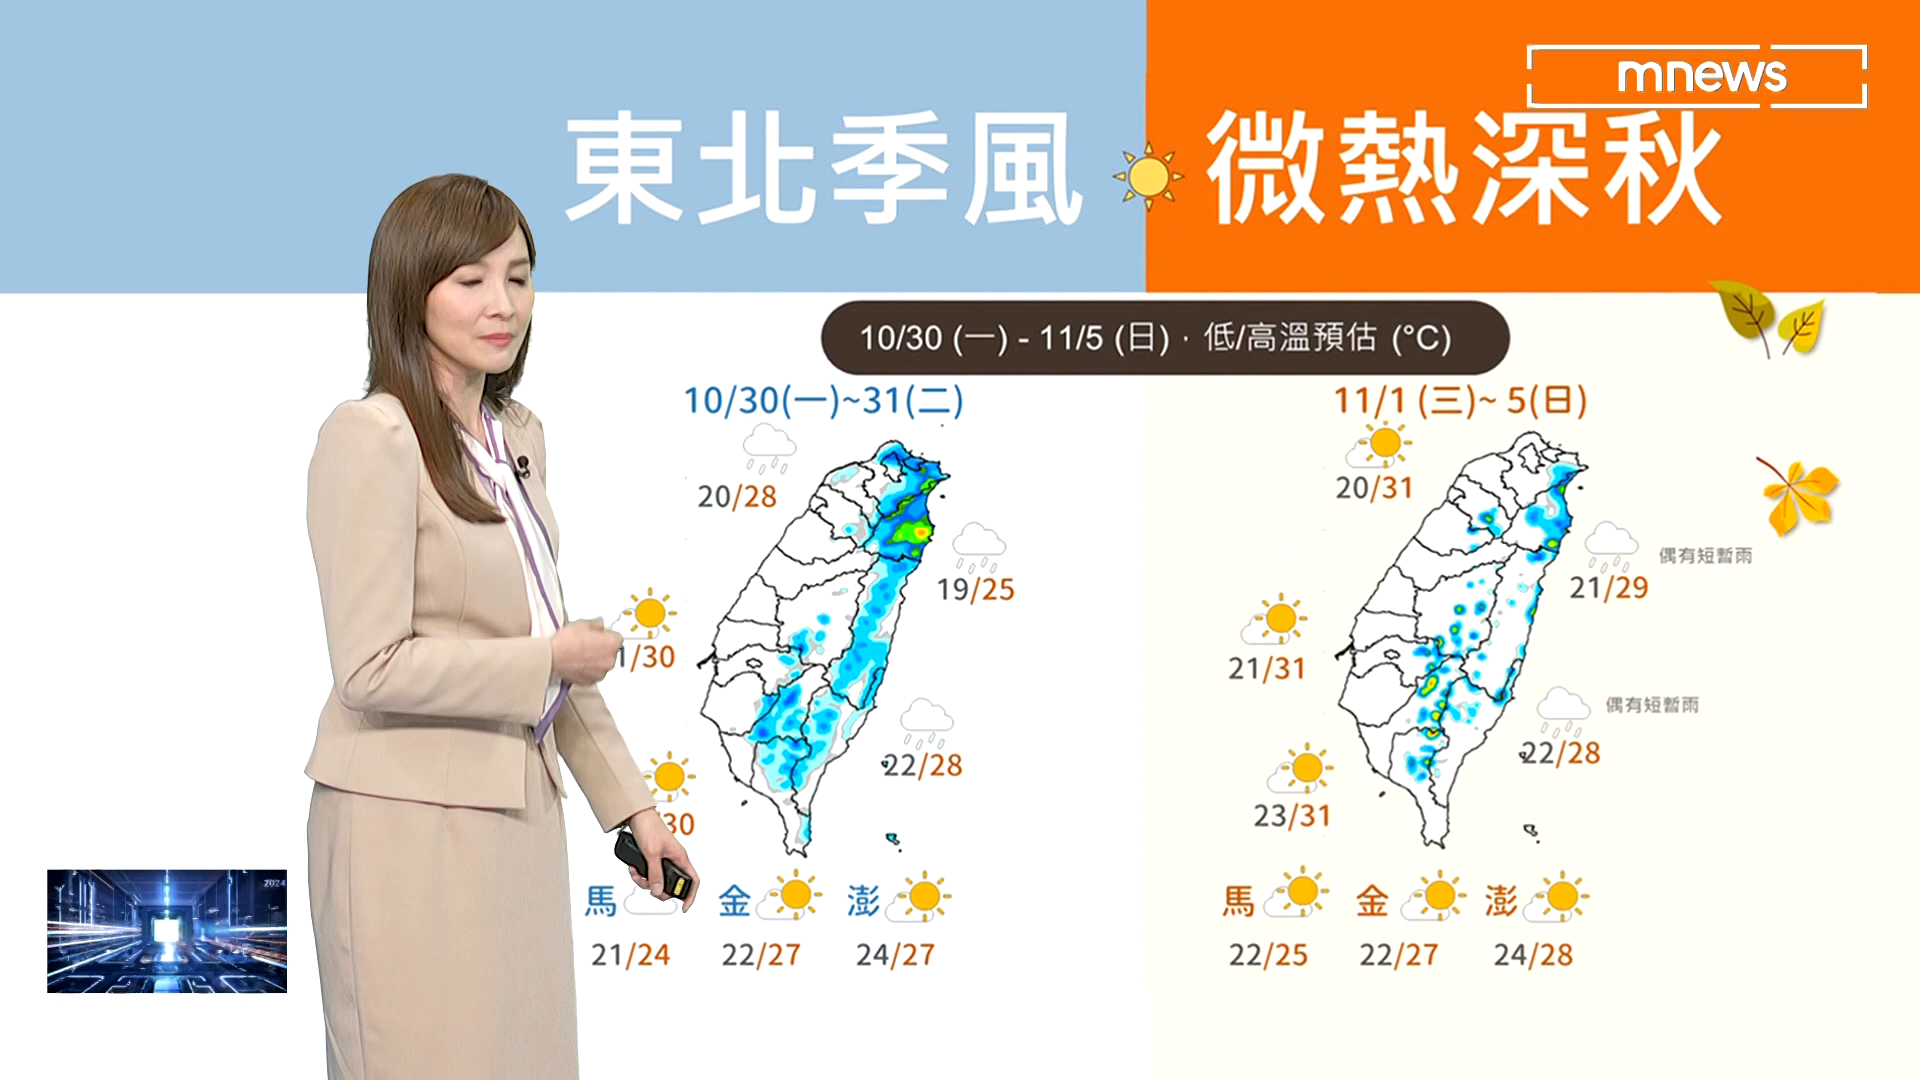 mnews
東北季風
微熱深秋
10/30 (一) - 11/5 (日)．低/高溫預估 (°C)
10/30(一)~31(二)
20/28
19/25
1/30
22/28
30
馬
金
澎
21/24
22/27
24/27
11/1 (三)~ 5(日)
20/31
偶有短暫雨
21/29
21/31
偶有短暫雨
22/28
23/31
馬
金
澎
22/25
22/27
24/28
2024